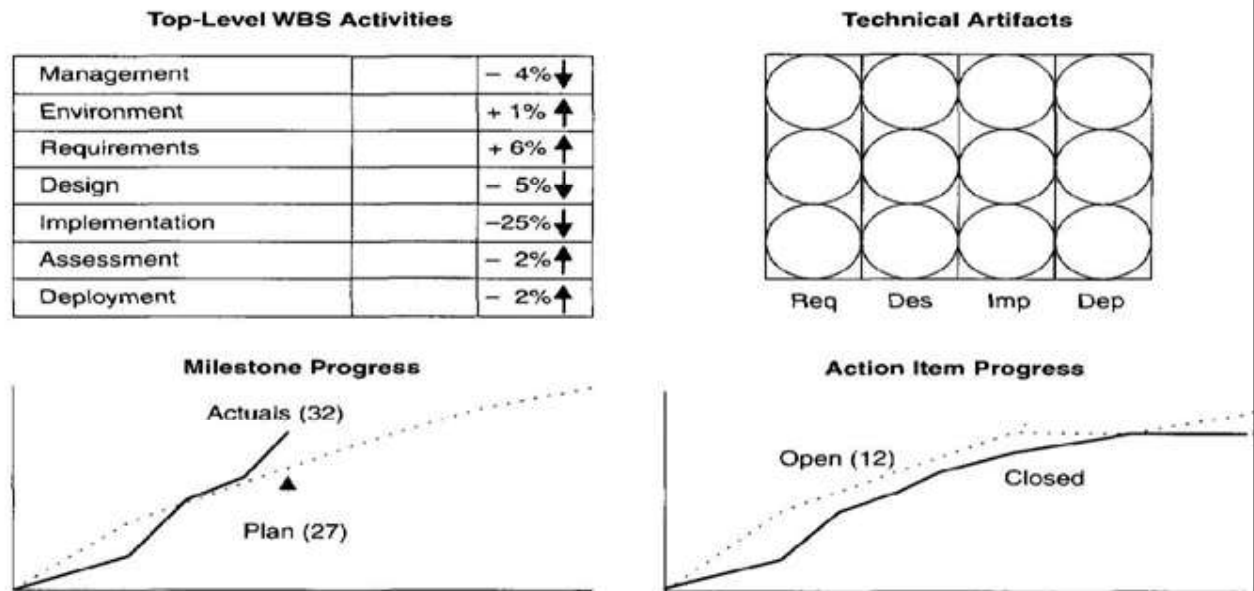 Top-Level WBS Activities
Management – 4%
Environment + 1%
Requirements + 6%
Design – 5%
Implementation –25%
Assessment – 2%
Deployment – 2%
Technical Artifacts
Req Des Imp Dep
Milestone Progress
Actuals (32)
Plan (27)
Action Item Progress
Open (12)
Closed